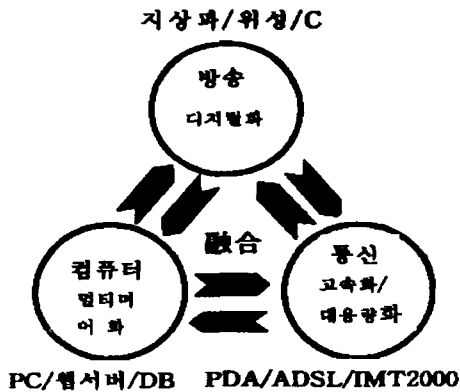 지상파/위성/C
방송
디지털화
融合
컴퓨터
멀티미
어 화
통신
고속화/
대용량화
PC/웹서버/DB
PDA/ADSL/IMT2000